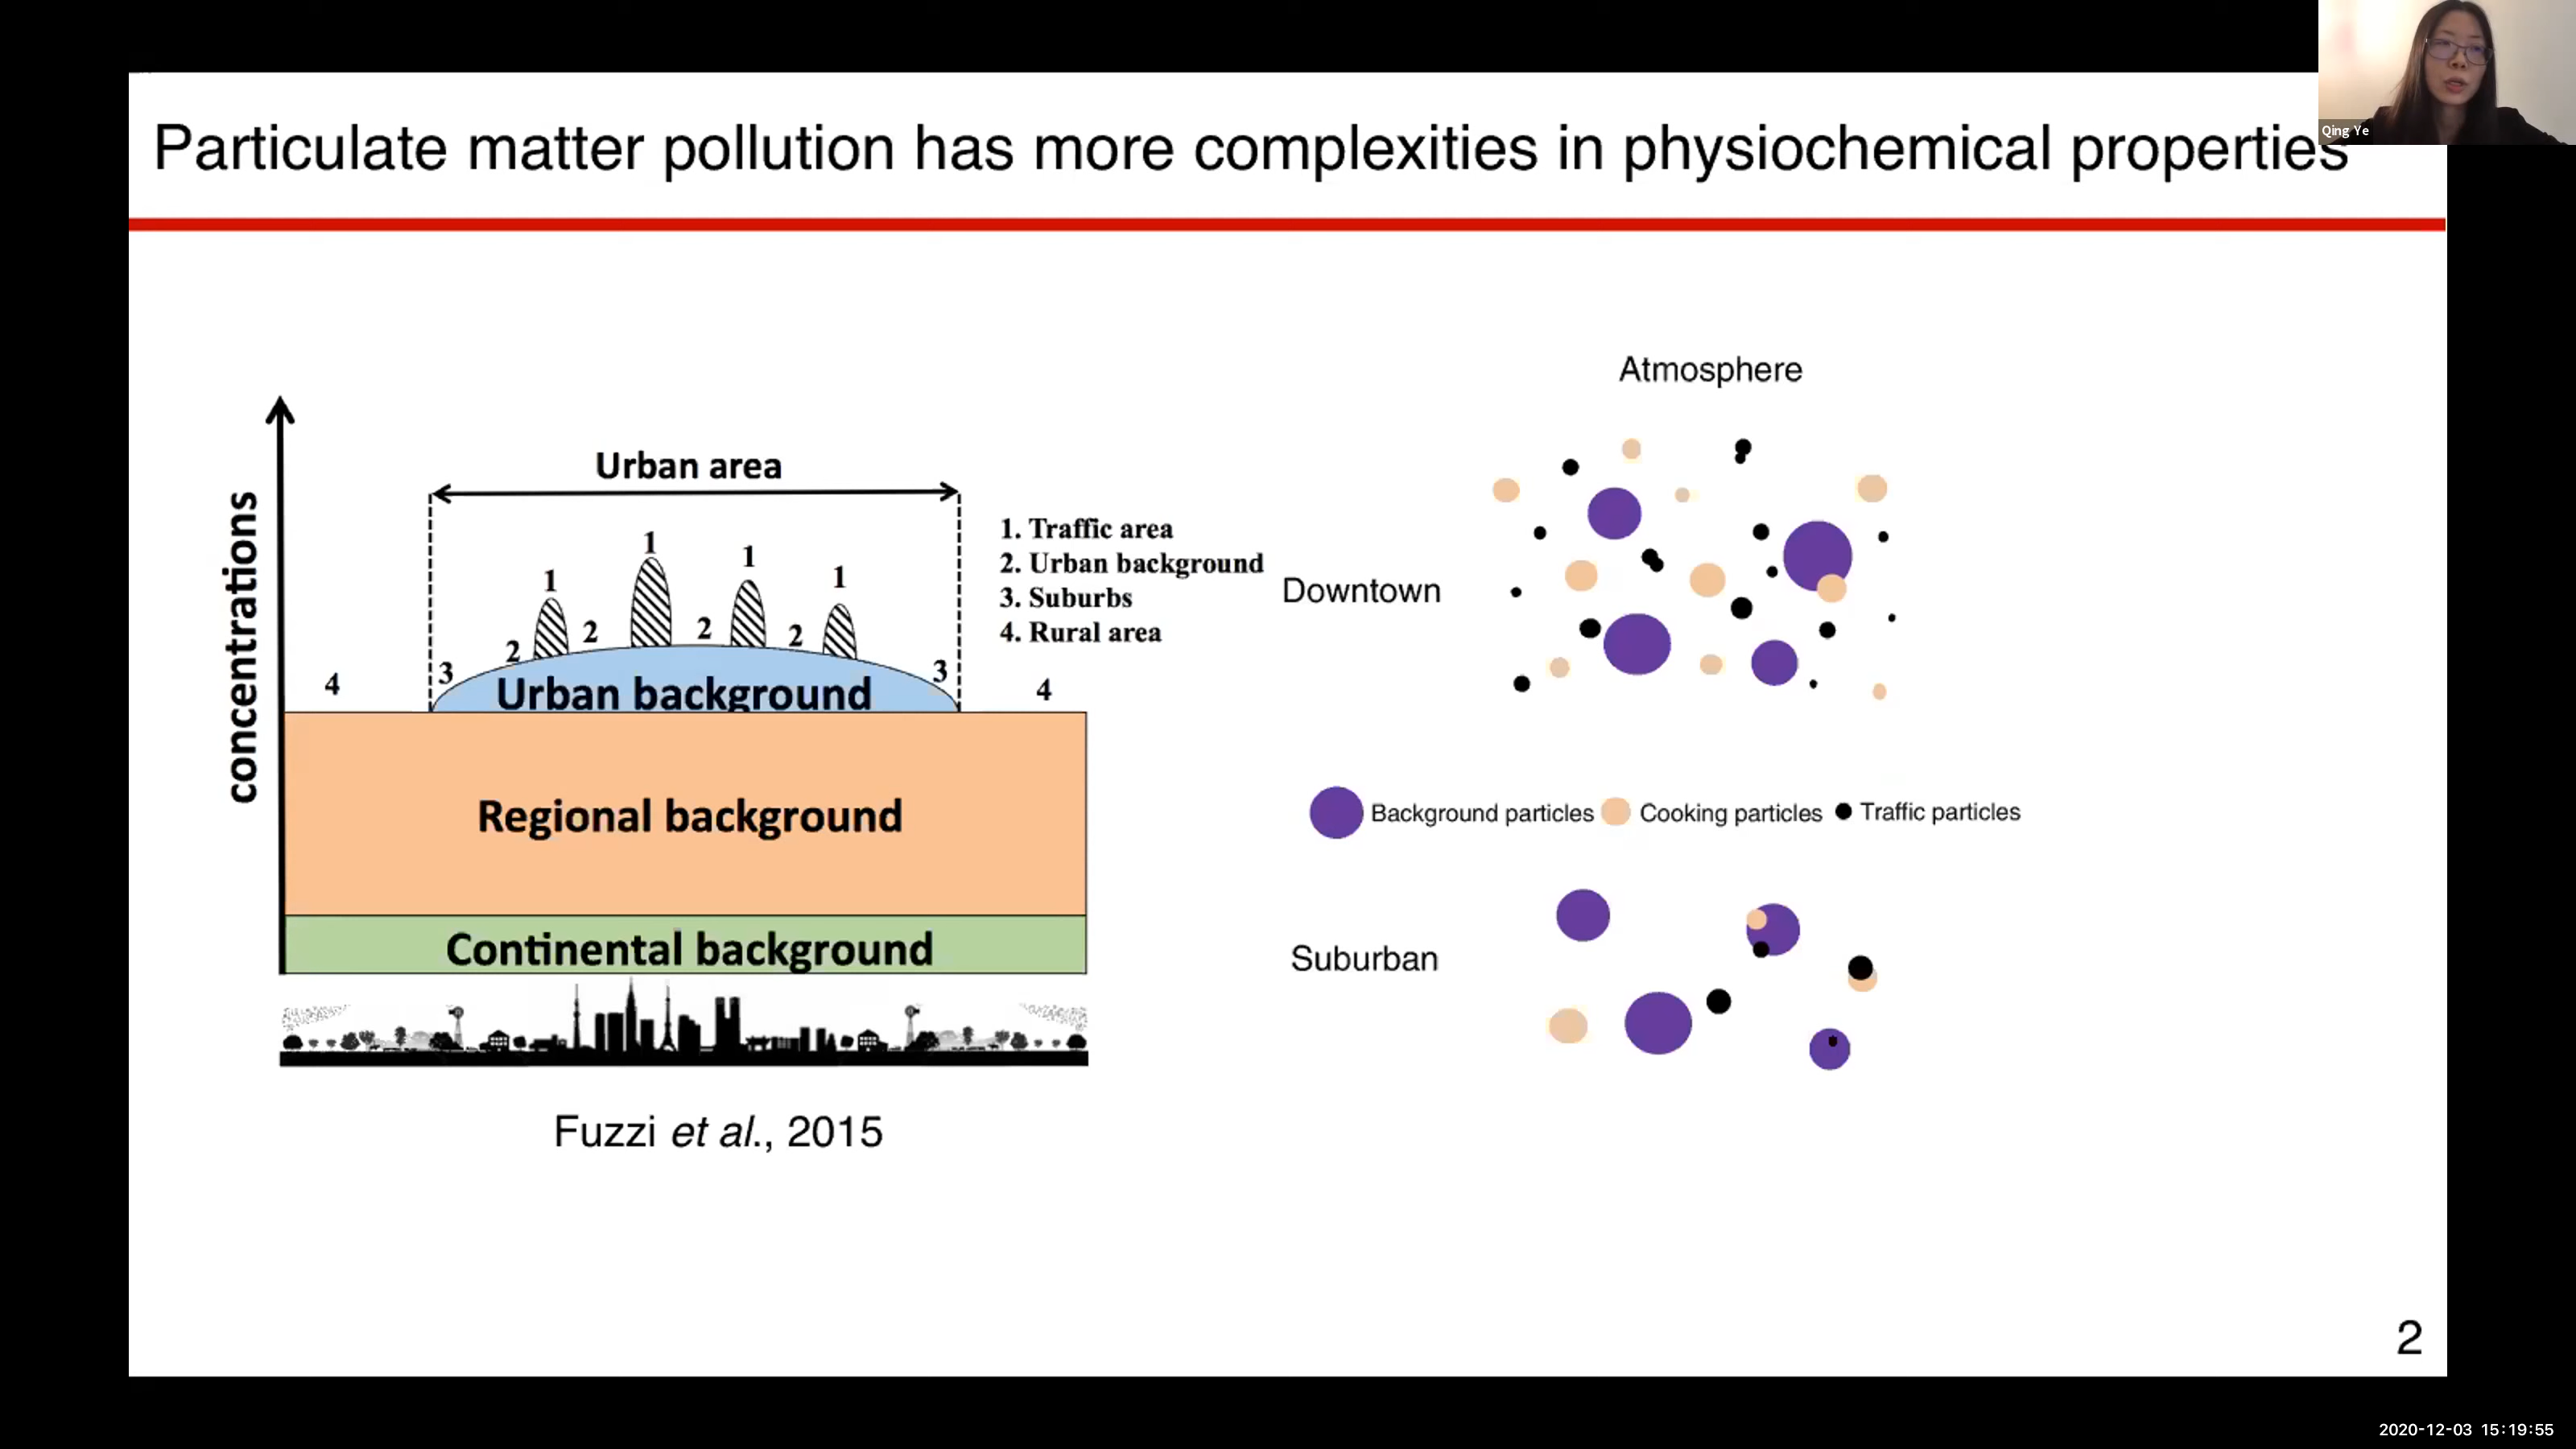 Particulate matter pollution has more complexities in physiochemical properties
Qing Ye
concentrations
Urban area
1
1
1
1
2
2
2
2
3
3
4
4
1. Traffic area
2. Urban background
3. Suburbs
4. Rural area
Urban background
Regional background
Continental background
Fuzzi et al., 2015
Atmosphere
Downtown
Background particles Cooking particles Traffic particles
Suburban
2
2020-12-03 15:19:55